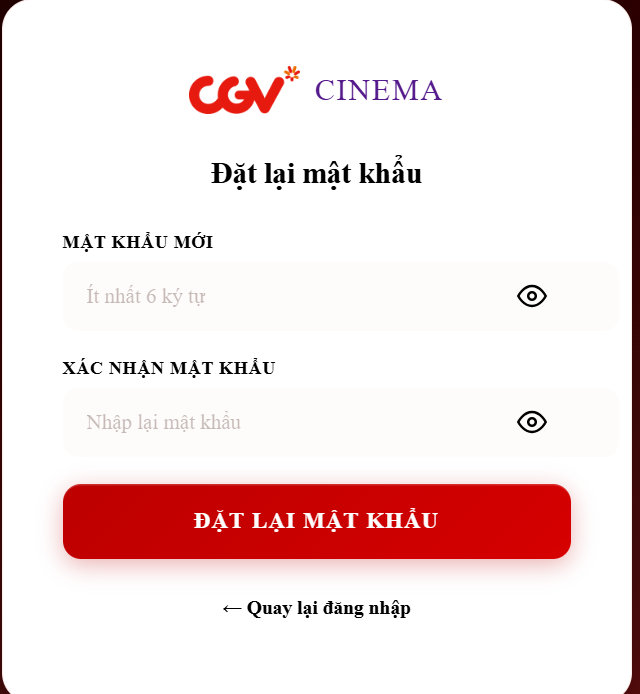 CGV CINEMA
Đặt lại mật khẩu
MẬT KHẨU MỚI
Ít nhất 6 ký tự
XÁC NHẬN MẬT KHẨU
Nhập lại mật khẩu
ĐẶT LẠI MẬT KHẨU
← Quay lại đăng nhập